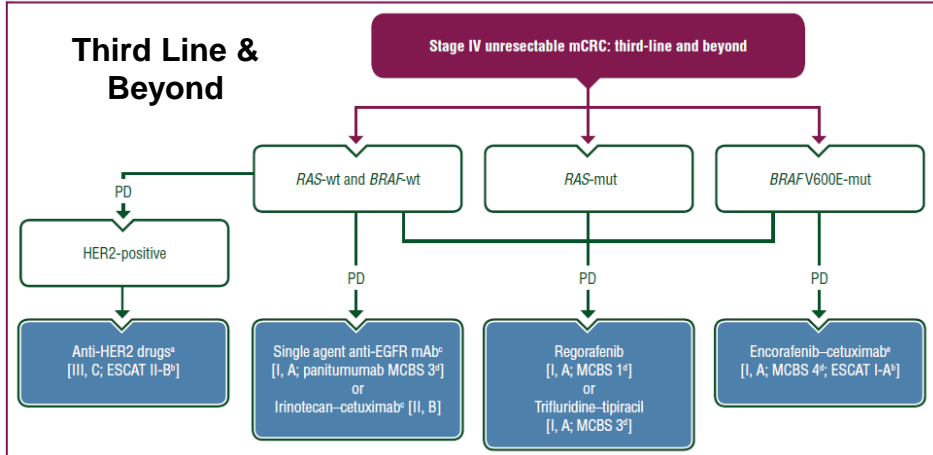 Third Line &
Beyond
Stage IV unresectable mCRC: third-line and beyond
RAS-wt and BRAF-wt
RAS-mut
BRAF V600E-mut
PD
HER2-positive
PD
PD
PD
Anti-HER2 drugsᵃ
[III, C; ESCAT II-Bᵇ]
Single agent anti-EGFR mAbᶜ
[I, A; panitumumab MCBS 3ᵈ]
or
Irinotecan–cetuximabᶜ [II, B]
Regorafenib
[I, A; MCBS 1ᵈ]
or
Trifluridine–tipiracil
[I, A; MCBS 3ᵈ]
Encorafenib–cetuximabᵉ
[I, A; MCBS 4ᵈ; ESCAT I-Aᵇ]